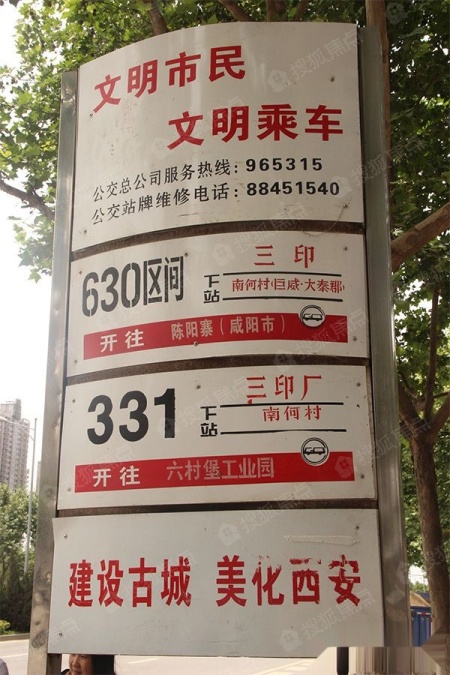 文明市民
文明乘车
公交总公司服务热线：965315
公交站牌维修电话：88451540
630区间
下站
三印
南何村·巨威·大秦郡
开往 陈阳寨（咸阳市）
331
下站
三印厂
南何村
开往 六村堡工业园
建设古城 美化西安
搜狐焦点